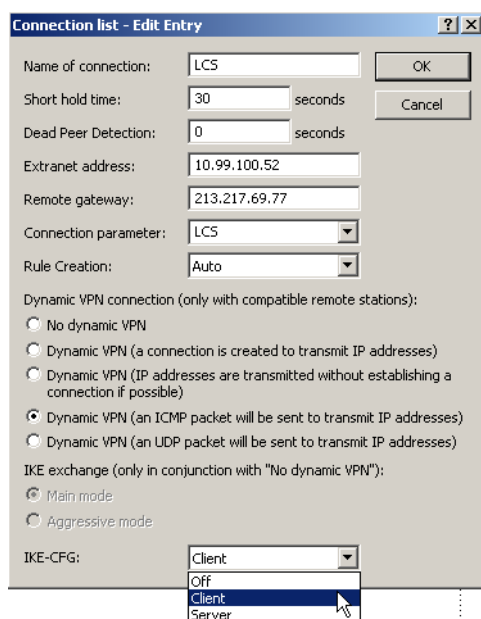 Connection list - Edit Entry
Name of connection: LCS OK
Short hold time: 30 seconds Cancel
Dead Peer Detection: 0 seconds
Extranet address: 10.99.100.52
Remote gateway: 213.217.69.77
Connection parameter: LCS
Rule Creation: Auto
Dynamic VPN connection (only with compatible remote stations):
No dynamic VPN
Dynamic VPN (a connection is created to transmit IP addresses)
Dynamic VPN (IP addresses are transmitted without establishing a
connection if possible)
Dynamic VPN (an ICMP packet will be sent to transmit IP addresses)
Dynamic VPN (an UDP packet will be sent to transmit IP addresses)
IKE exchange (only in conjunction with "No dynamic VPN"):
Main mode
Aggressive mode
IKE-CFG: Client
Off
Client
Server